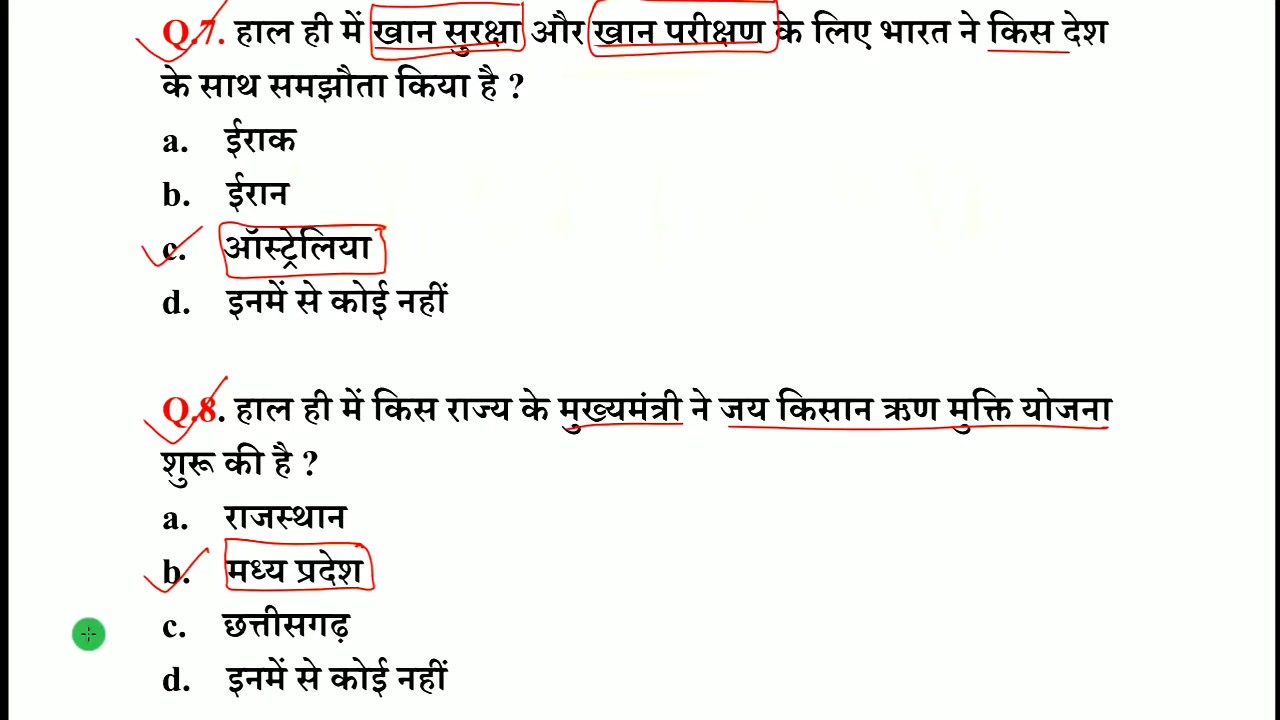 Q.7. हाल ही में खान सुरक्षा और खान परीक्षण के लिए भारत ने किस देश
के साथ समझौता किया है ?
a. ईराक
b. ईरान
c. ऑस्ट्रेलिया
d. इनमें से कोई नहीं
Q.8. हाल ही में किस राज्य के मुख्यमंत्री ने जय किसान ऋण मुक्ति योजना
शुरू की है ?
a. राजस्थान
b. मध्य प्रदेश
c. छत्तीसगढ़
d. इनमें से कोई नहीं